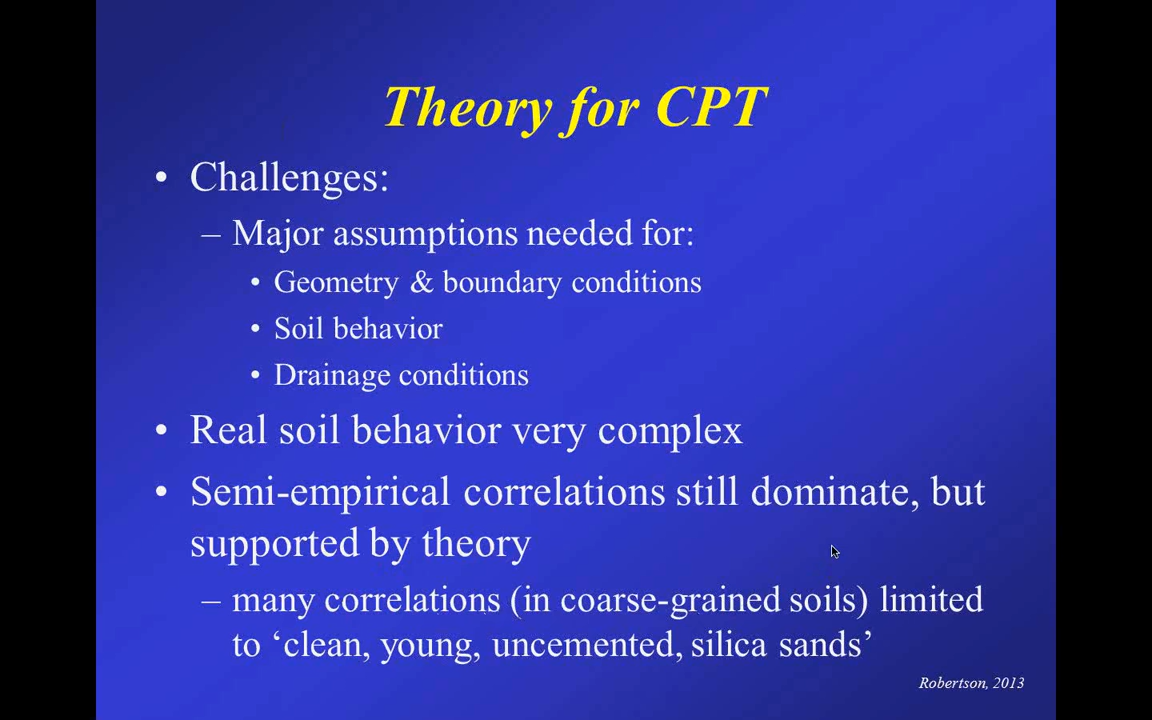 Theory for CPT
• Challenges:
– Major assumptions needed for:
• Geometry & boundary conditions
• Soil behavior
• Drainage conditions
• Real soil behavior very complex
• Semi-empirical correlations still dominate, but
supported by theory
– many correlations (in coarse-grained soils) limited
to ‘clean, young, uncemented, silica sands’
Robertson, 2013